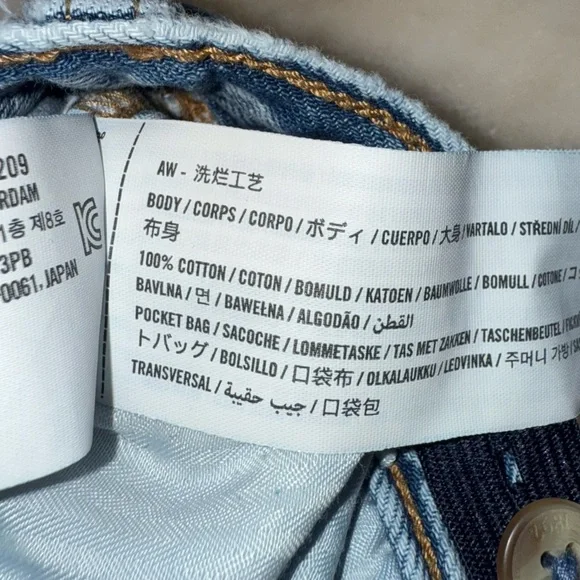 209
RDAM
1층 제8호
3PB
0061, JAPAN
AW - 洗烂工艺
BODY / CORPS / CORPO / ボディ / CUERPO / 大身 / VARTALO / STŘEDNÍ DÍL /
布身
100% COTTON / COTON / BOMULD / KATOEN / BAUMWOLLE / BOMULL / COTONE / コ
BAVLNA / 면 / BAWEŁNA / ALGODÃO / القطن
POCKET BAG / SACOCHE / LOMMETASKE / TAS MET ZAKKEN / TASCHENBEUTEL /
トバッグ / BOLSILLO / 口袋布 / OLKALAUKKU / LEDVINKA / 주머니 가방 /
TRANSVERSAL / جيب حقيبة / 口袋包